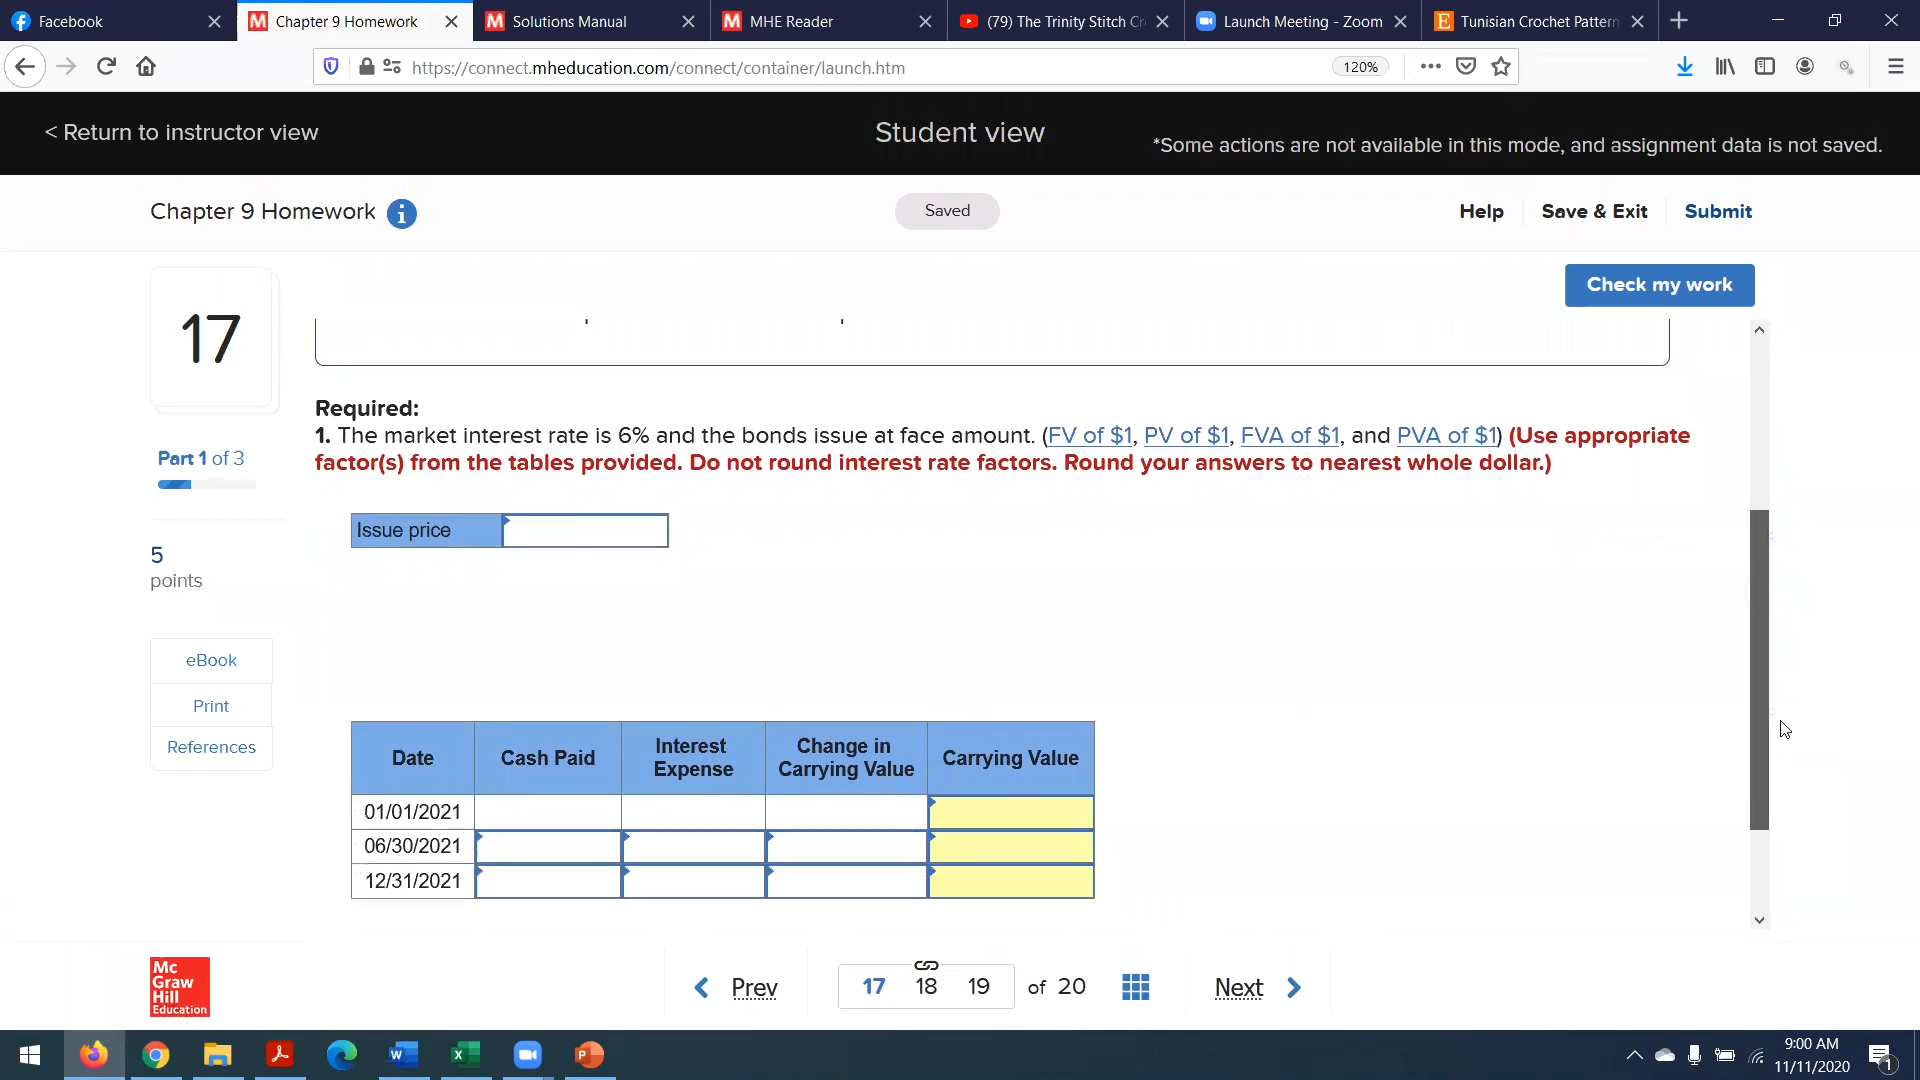 Facebook
Chapter 9 Homework
Solutions Manual
MHE Reader
(79) The Trinity Stitch Cr
Launch Meeting - Zoom
Tunisian Crochet Pattern
https://connect.mheducation.com/connect/container/launch.htm
120%
< Return to instructor view
Student view
*Some actions are not available in this mode, and assignment data is not saved.
Chapter 9 Homework
Saved
Help
Save & Exit
Submit
Check my work
17
Part 1 of 3
5
points
eBook
Print
References
Required:
1. The market interest rate is 6% and the bonds issue at face amount. (FV of $1, PV of $1, FVA of $1, and PVA of $1) (Use appropriate
factor(s) from the tables provided. Do not round interest rate factors. Round your answers to nearest whole dollar.)
Issue price
Date Cash Paid Interest Expense Change in Carrying Value Carrying Value
01/01/2021
06/30/2021
12/31/2021
Mc
Graw
Hill
Education
Prev
17 18 19 of 20
Next
9:00 AM
11/11/2020
1